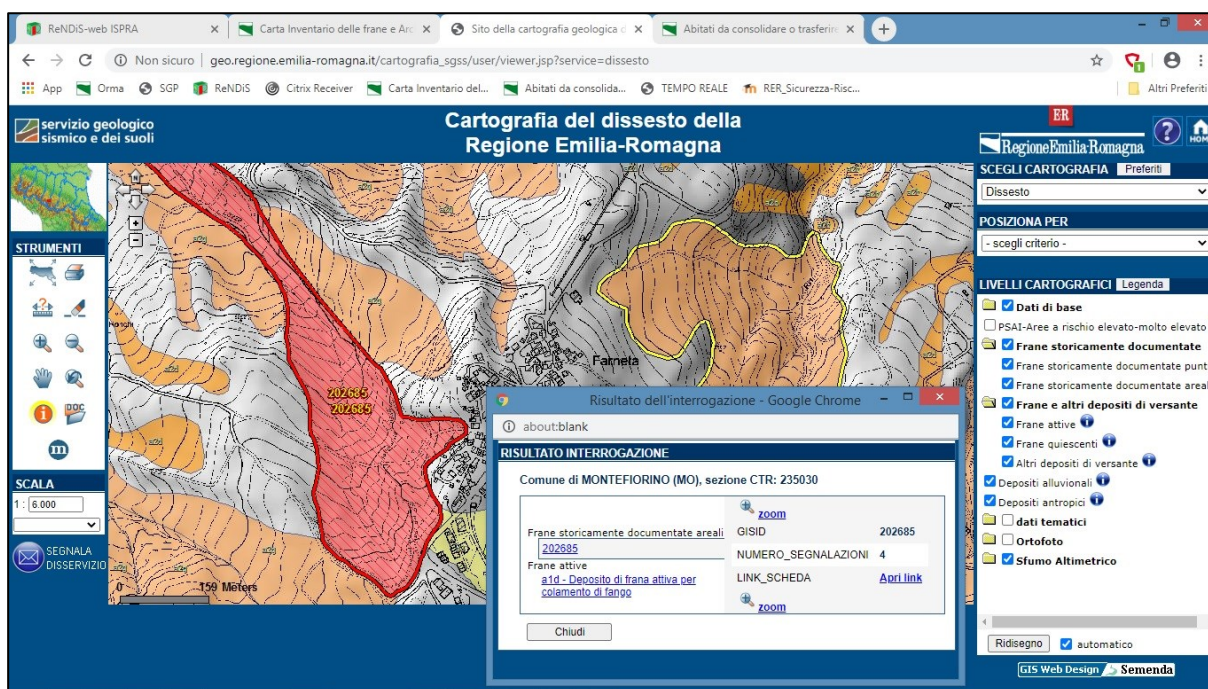 ReNDiS-web ISPRA
Carta Inventario delle frane e Arc
Sito della cartografia geologica d
Abitati da consolidare o trasferire
Non sicuro | geo.regione.emilia-romagna.it/cartografia_sgss/user/viewer.jsp?service=dissesto
App Orma SGP ReNDiS Citrix Receiver Carta Inventario del... Abitati da consolida... TEMPO REALE RER_Sicurezza-Risc... Altri Preferiti
servizio geologico
sismico e dei suoli
Cartografia del dissesto della
Regione Emilia-Romagna
ER
RegioneEmilia-Romagna
? HOME
STRUMENTI
i
DOC
m
SCALA
1 : 6.000
SEGNALA
DISSERVIZIO
N
202685
202685
Farneta
0 159 Meters
SCEGLI CARTOGRAFIA Preferiti
Dissesto
POSIZIONA PER
- scegli criterio -
LIVELLI CARTOGRAFICI Legenda
Dati di base
PSAI-Aree a rischio elevato-molto elevato
Frane storicamente documentate
Frane storicamente documentate punt
Frane storicamente documentate areal
Frane e altri depositi di versante
Frane attive
Frane quiescenti
Altri depositi di versante
Depositi alluvionali
Depositi antropici
dati tematici
Ortofoto
Sfumo Altimetrico
Ridisegno automatico
GIS Web Design Semenda
Risultato dell'interrogazione - Google Chrome
about:blank
RISULTATO INTERROGAZIONE
Comune di MONTEFIORINO (MO), sezione CTR: 235030
Frane storicamente documentate areali
202685
Frane attive
a1d - Deposito di frana attiva per
colamento di fango
zoom
GISID 202685
NUMERO_SEGNALAZIONI 4
LINK_SCHEDA Apri link
zoom
Chiudi